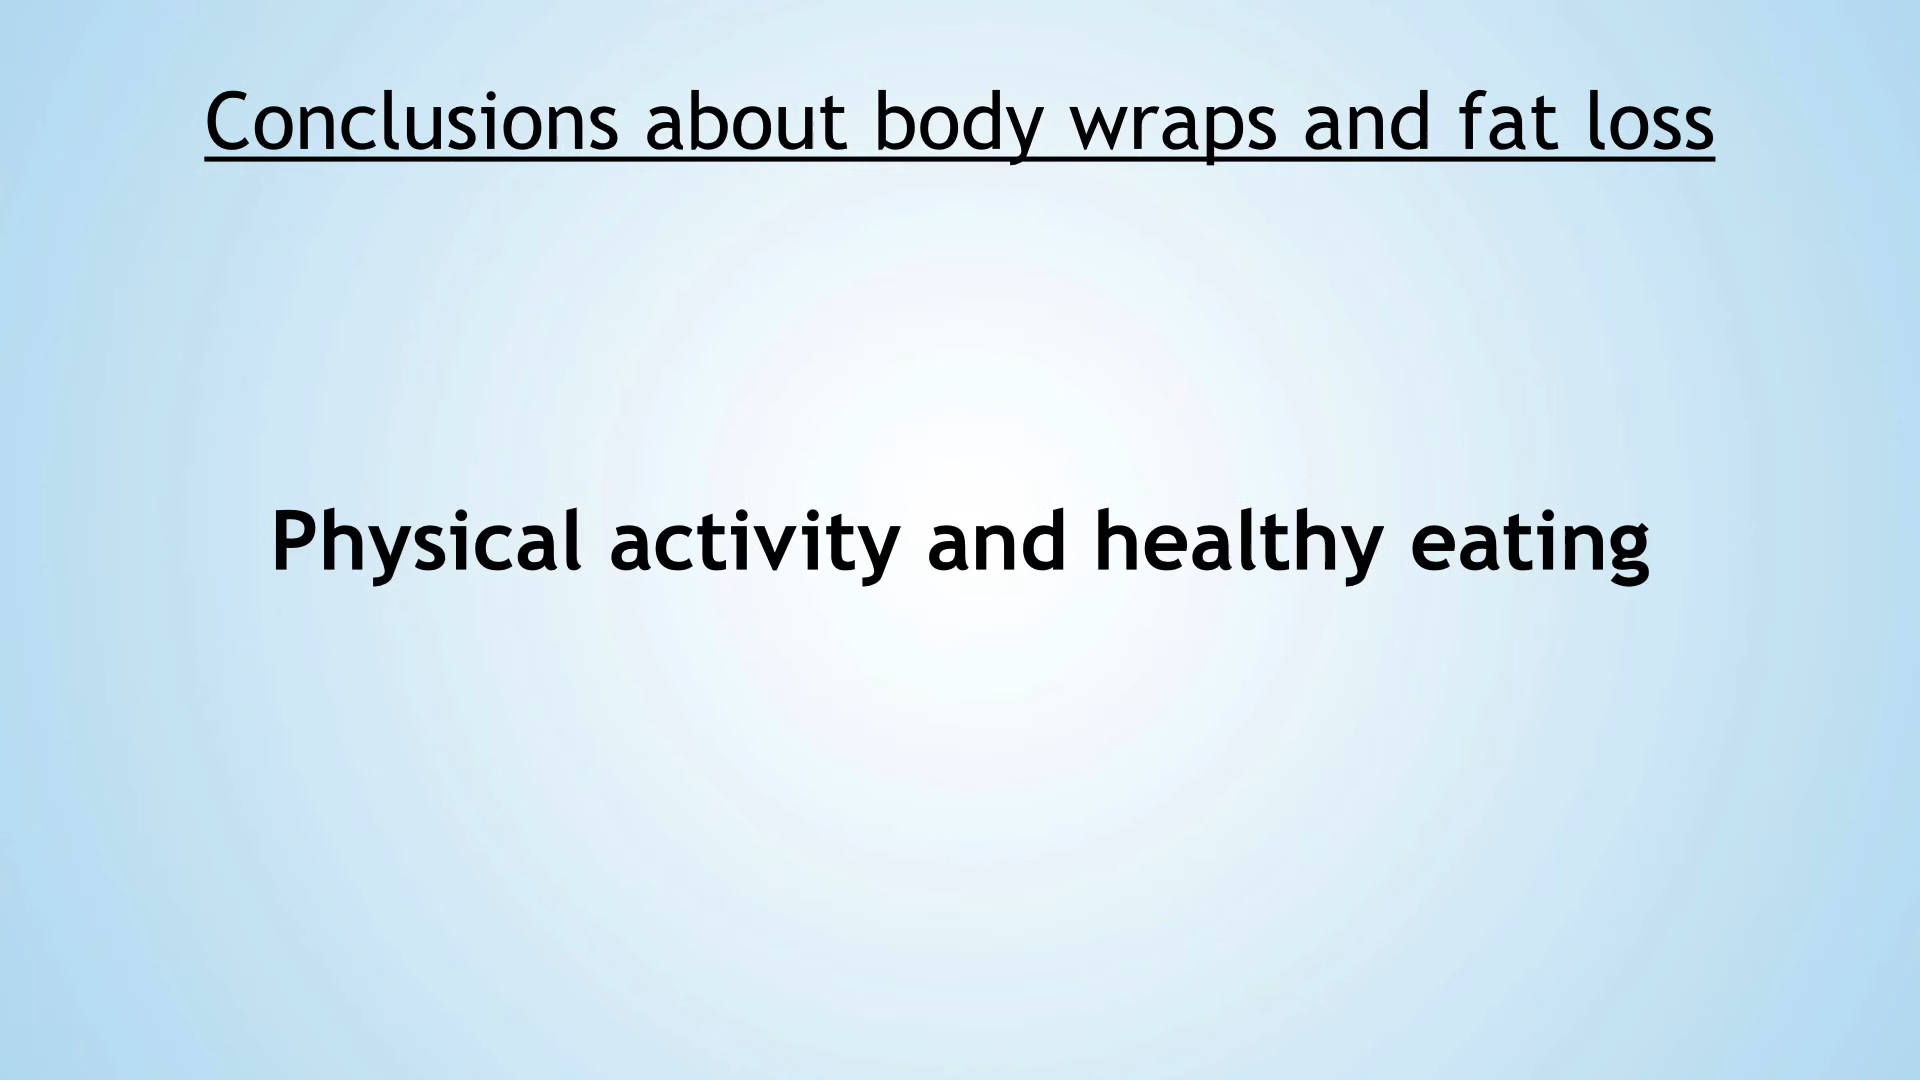 Conclusions about body wraps and fat loss
Physical activity and healthy eating